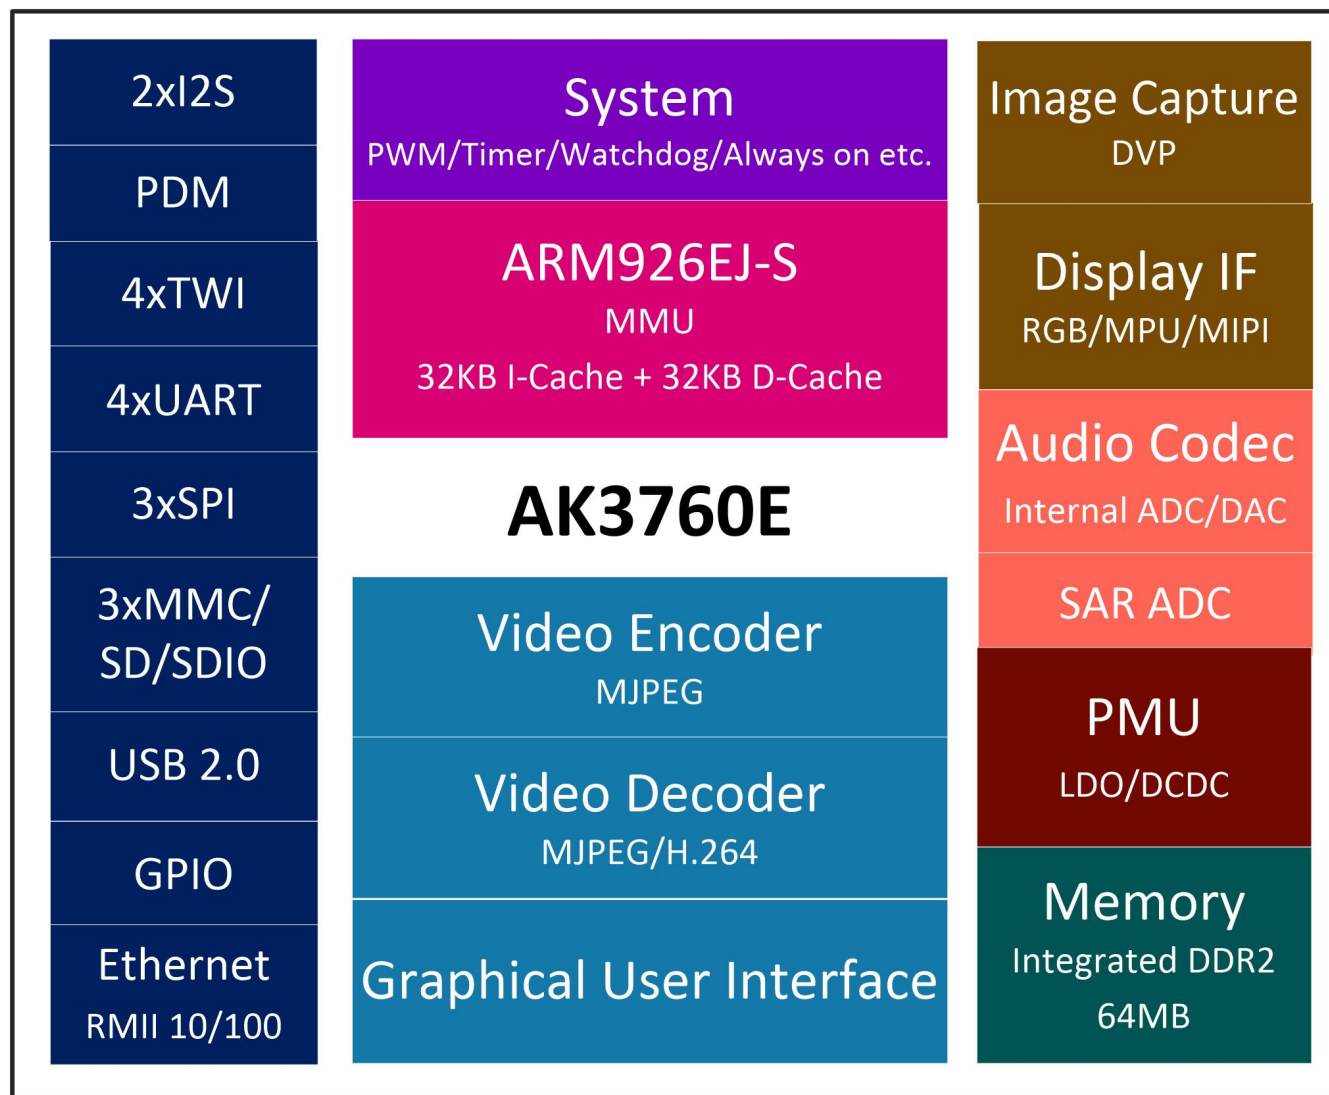 2xI2S
PDM
4xTWI
4xUART
3xSPI
3xMMC/
SD/SDIO
USB 2.0
GPIO
Ethernet
RMII 10/100
System
PWM/Timer/Watchdog/Always on etc.
ARM926EJ-S
MMU
32KB I-Cache + 32KB D-Cache
AK3760E
Video Encoder
MJPEG
Video Decoder
MJPEG/H.264
Graphical User Interface
Image Capture
DVP
Display IF
RGB/MPU/MIPI
Audio Codec
Internal ADC/DAC
SAR ADC
PMU
LDO/DCDC
Memory
Integrated DDR2
64MB